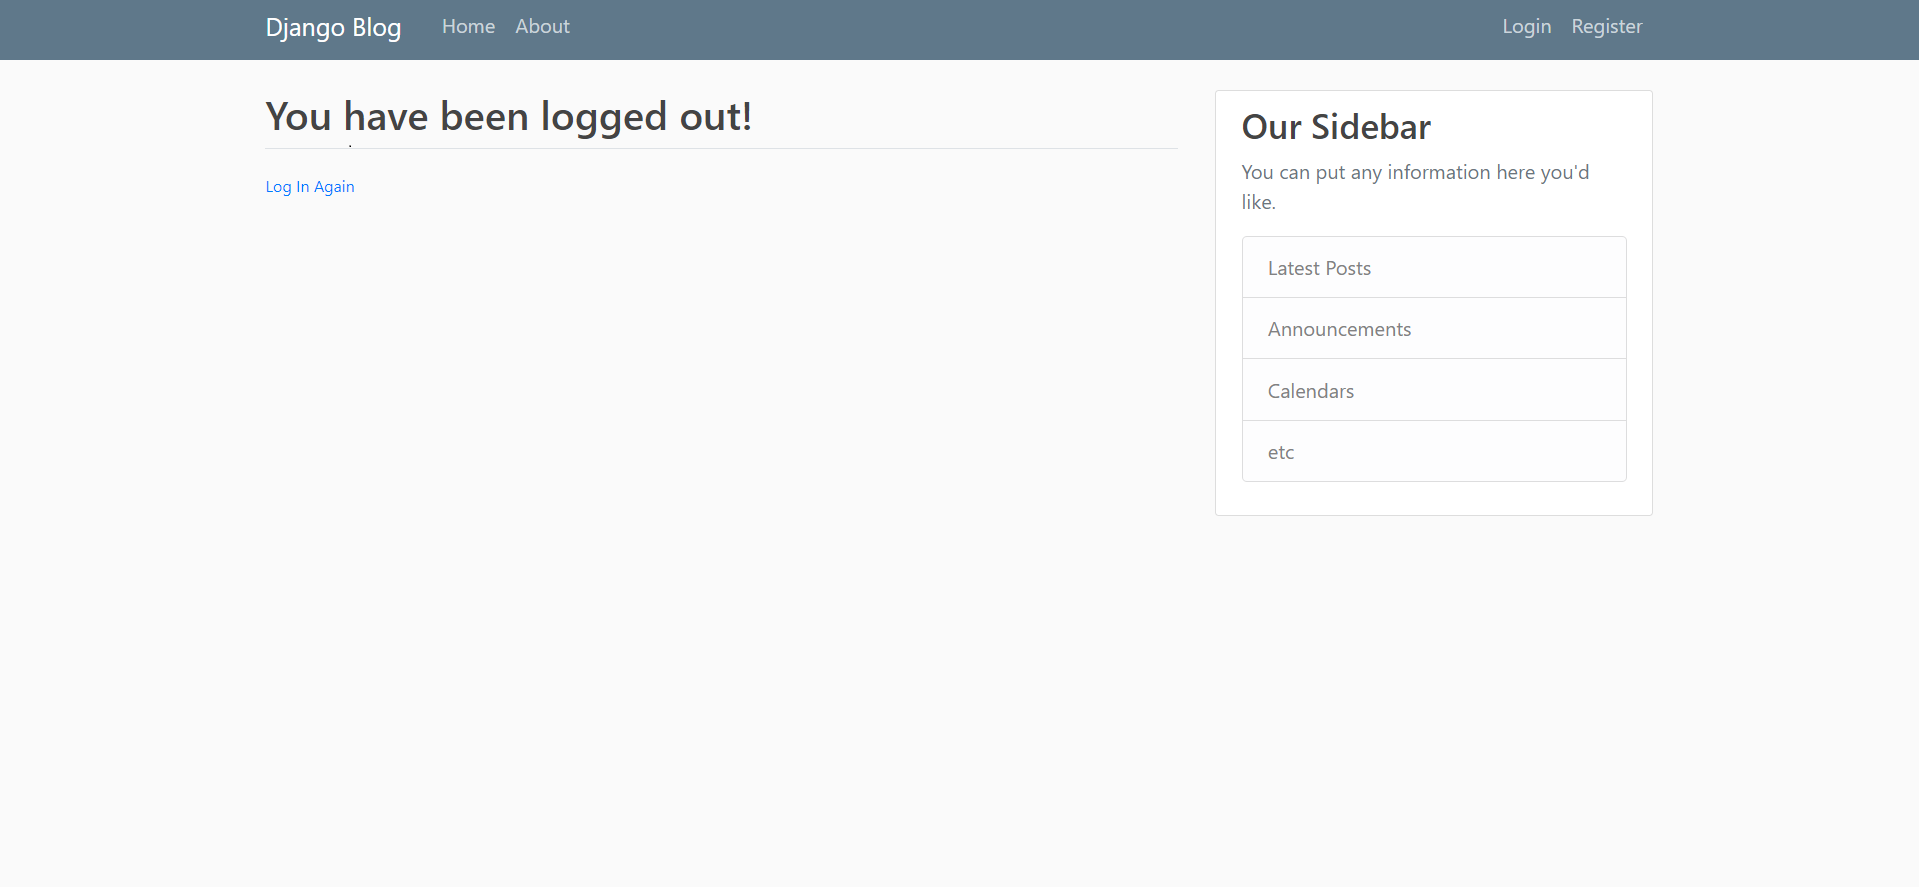 Django Blog Home About Login Register
You have been logged out!
Log In Again
Our Sidebar
You can put any information here you'd
like.
Latest Posts
Announcements
Calendars
etc